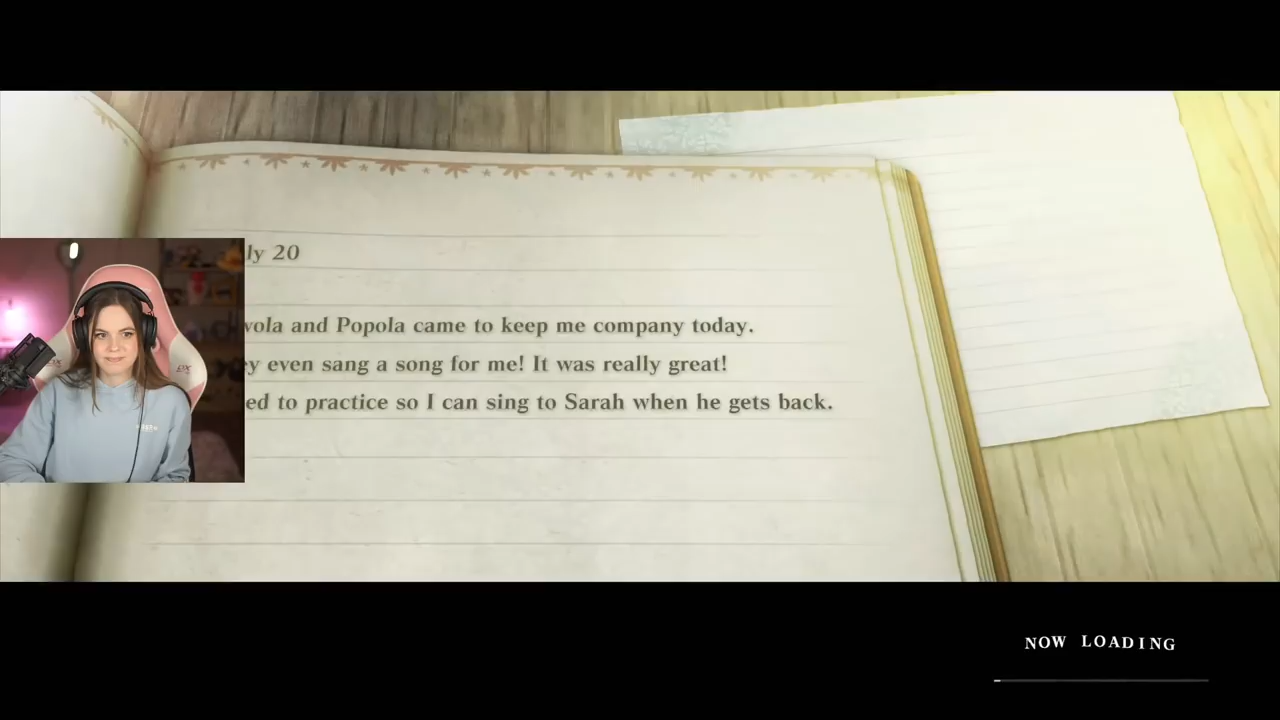 ly 20
vola and Popola came to keep me company today.
ey even sang a song for me! It was really great!
ed to practice so I can sing to Sarah when he gets back.
NOW LOADING